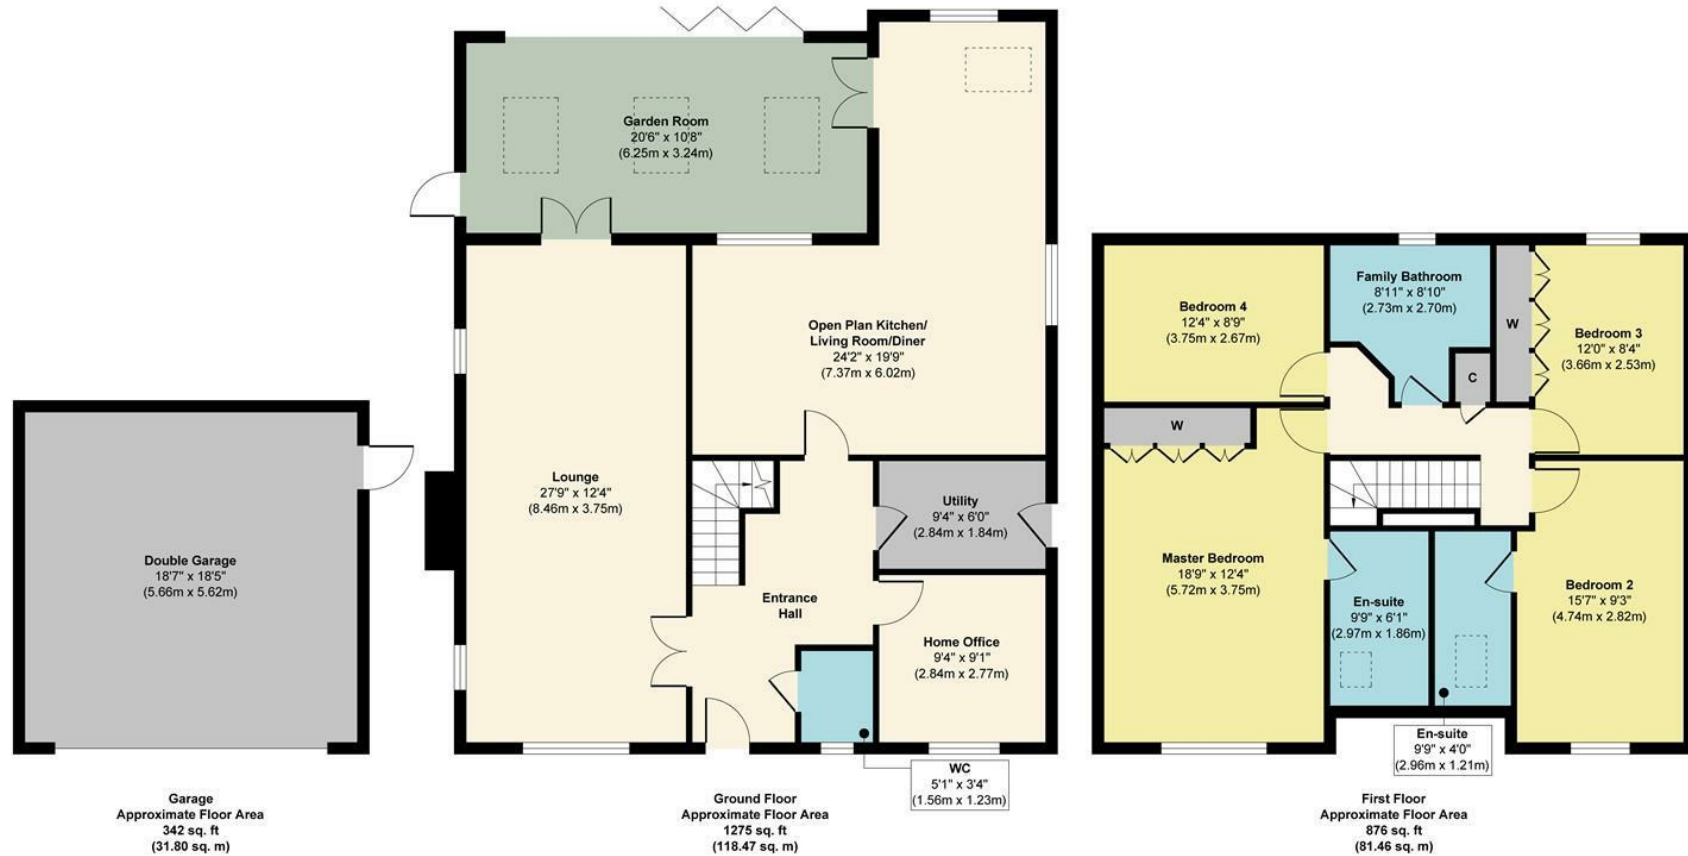 Garden Room
20'6" x 10'8"
(6.25m x 3.24m)
Open Plan Kitchen/
Living Room/Diner
24'2" x 19'9"
(7.37m x 6.02m)
Lounge
27'9" x 12'4"
(8.46m x 3.75m)
Utility
9'4" x 6'0"
(2.84m x 1.84m)
Entrance
Hall
Home Office
9'4" x 9'1"
(2.84m x 2.77m)
WC
5'1" x 3'4"
(1.56m x 1.23m)
Double Garage
18'7" x 18'5"
(5.66m x 5.62m)
Bedroom 4
12'4" x 8'9"
(3.75m x 2.67m)
Family Bathroom
8'11" x 8'10"
(2.73m x 2.70m)
W
Bedroom 3
12'0" x 8'4"
(3.66m x 2.53m)
C
W
Master Bedroom
18'9" x 12'4"
(5.72m x 3.75m)
En-suite
9'9" x 6'1"
(2.97m x 1.86m)
Bedroom 2
15'7" x 9'3"
(4.74m x 2.82m)
En-suite
9'9" x 4'0"
(2.96m x 1.21m)
Garage
Approximate Floor Area
342 sq. ft
(31.80 sq. m)
Ground Floor
Approximate Floor Area
1275 sq. ft
(118.47 sq. m)
First Floor
Approximate Floor Area
876 sq. ft
(81.46 sq. m)